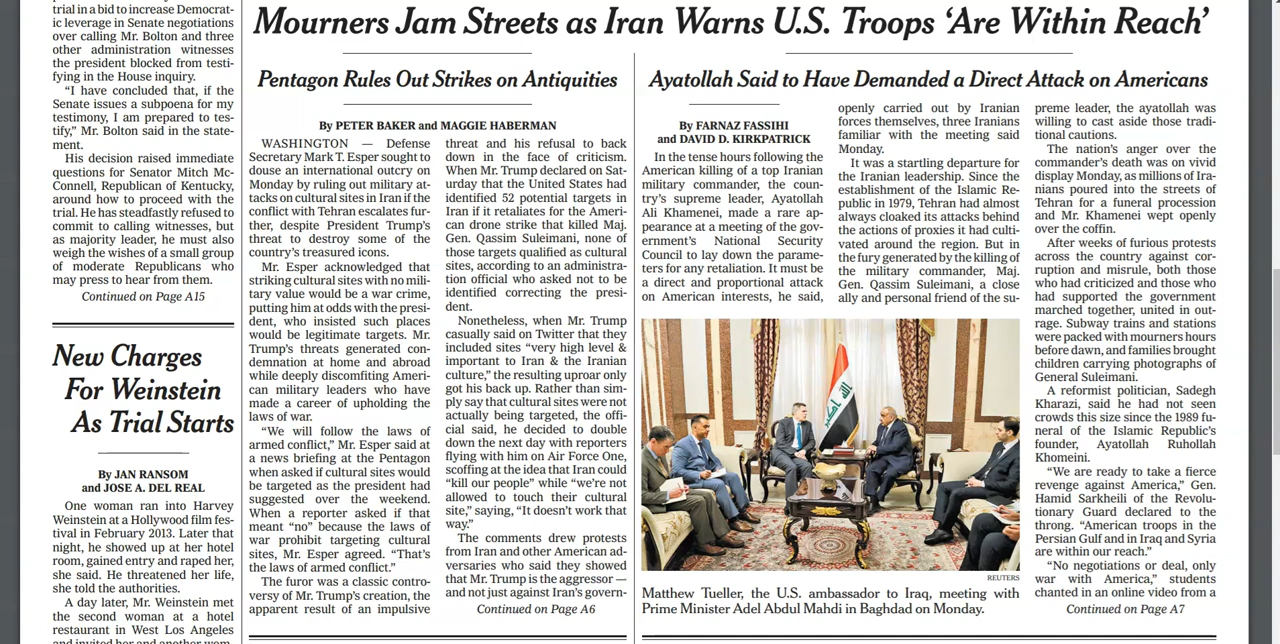 trial in a bid to increase Democrat-
ic leverage in Senate negotiations
over calling Mr. Bolton and three
other administration witnesses
the president blocked from testi-
fying in the House inquiry.
“I have concluded that, if the
Senate issues a subpoena for my
testimony, I am prepared to tes-
tify,” Mr. Bolton said in the state-
ment.
His decision raised immediate
questions for Senator Mitch Mc-
Connell, Republican of Kentucky,
around how to proceed with the
trial. He has steadfastly refused to
commit to calling witnesses, but
as majority leader, he must also
weigh the wishes of a small group
of moderate Republicans who
may press to hear from them.
Continued on Page A15
New Charges
For Weinstein
As Trial Starts
By JAN RANSOM
and JOSE A. DEL REAL
One woman ran into Harvey
Weinstein at a Hollywood film fes-
tival in February 2013. Later that
night, he showed up at her hotel
room, gained entry and raped her,
she said. He threatened her life,
she told the authorities.
A day later, Mr. Weinstein met
the second woman at a hotel
restaurant in West Los Angeles
and invited her and another wom-
Mourners Jam Streets as Iran Warns U.S. Troops ‘Are Within Reach’
Pentagon Rules Out Strikes on Antiquities
By PETER BAKER and MAGGIE HABERMAN
WASHINGTON — Defense
Secretary Mark T. Esper sought to
douse an international outcry on
Monday by ruling out military at-
tacks on cultural sites in Iran if the
conflict with Tehran escalates fur-
ther, despite President Trump’s
threat to destroy some of the
country’s treasured icons.
Mr. Esper acknowledged that
striking cultural sites with no mili-
tary value would be a war crime,
putting him at odds with the presi-
dent, who insisted such places
would be legitimate targets. Mr.
Trump’s threats generated con-
demnation at home and abroad
while deeply discomfiting Ameri-
can military leaders who have
made a career of upholding the
laws of war.
“We will follow the laws of
armed conflict,” Mr. Esper said at
a news briefing at the Pentagon
when asked if cultural sites would
be targeted as the president had
suggested over the weekend.
When a reporter asked if that
meant “no” because the laws of
war prohibit targeting cultural
sites, Mr. Esper agreed. “That’s
the laws of armed conflict.”
The furor was a classic contro-
versy of Mr. Trump’s creation, the
apparent result of an impulsive
threat and his refusal to back
down in the face of criticism.
When Mr. Trump declared on Sat-
urday that the United States had
identified 52 potential targets in
Iran if it retaliates for the Ameri-
can drone strike that killed Maj.
Gen. Qassim Suleimani, none of
those targets qualified as cultural
sites, according to an administra-
tion official who asked not to be
identified correcting the presi-
dent.
Nonetheless, when Mr. Trump
casually said on Twitter that they
included sites “very high level &
important to Iran & the Iranian
culture,” the resulting uproar only
got his back up. Rather than sim-
ply say that cultural sites were not
actually being targeted, the offi-
cial said, he decided to double
down the next day with reporters
flying with him on Air Force One,
scoffing at the idea that Iran could
“kill our people” while “we’re not
allowed to touch their cultural
site,” saying, “It doesn’t work that
way.”
The comments drew protests
from Iran and other American ad-
versaries who said they showed
that Mr. Trump is the aggressor —
and not just against Iran’s govern-
Continued on Page A6
Ayatollah Said to Have Demanded a Direct Attack on Americans
By FARNAZ FASSIHI
and DAVID D. KIRKPATRICK
In the tense hours following the
American killing of a top Iranian
military commander, the coun-
try’s supreme leader, Ayatollah
Ali Khamenei, made a rare ap-
pearance at a meeting of the gov-
ernment’s National Security
Council to lay down the parame-
ters for any retaliation. It must be
a direct and proportional attack
on American interests, he said,
openly carried out by Iranian
forces themselves, three Iranians
familiar with the meeting said
Monday.
It was a startling departure for
the Iranian leadership. Since the
establishment of the Islamic Re-
public in 1979, Tehran had almost
always cloaked its attacks behind
the actions of proxies it had culti-
vated around the region. But in
the fury generated by the killing of
the military commander, Maj.
Gen. Qassim Suleimani, a close
ally and personal friend of the su-
preme leader, the ayatollah was
willing to cast aside those tradi-
tional cautions.
The nation’s anger over the
commander’s death was on vivid
display Monday, as millions of Ira-
nians poured into the streets of
Tehran for a funeral procession
and Mr. Khamenei wept openly
over the coffin.
After weeks of furious protests
across the country against cor-
ruption and misrule, both those
who had criticized and those who
had supported the government
marched together, united in out-
rage. Subway trains and stations
were packed with mourners hours
before dawn, and families brought
children carrying photographs of
General Suleimani.
A reformist politician, Sadegh
Kharazi, said he had not seen
crowds this size since the 1989 fu-
neral of the Islamic Republic’s
founder, Ayatollah Ruhollah
Khomeini.
“We are ready to take a fierce
revenge against America,” Gen.
Hamid Sarkheili of the Revolu-
tionary Guard declared to the
throng. “American troops in the
Persian Gulf and in Iraq and Syria
are within our reach.”
“No negotiations or deal, only
war with America,” students
chanted in an online video from a
Continued on Page A7
الله اكبر
REUTERS
Matthew Tueller, the U.S. ambassador to Iraq, meeting with
Prime Minister Adel Abdul Mahdi in Baghdad on Monday.